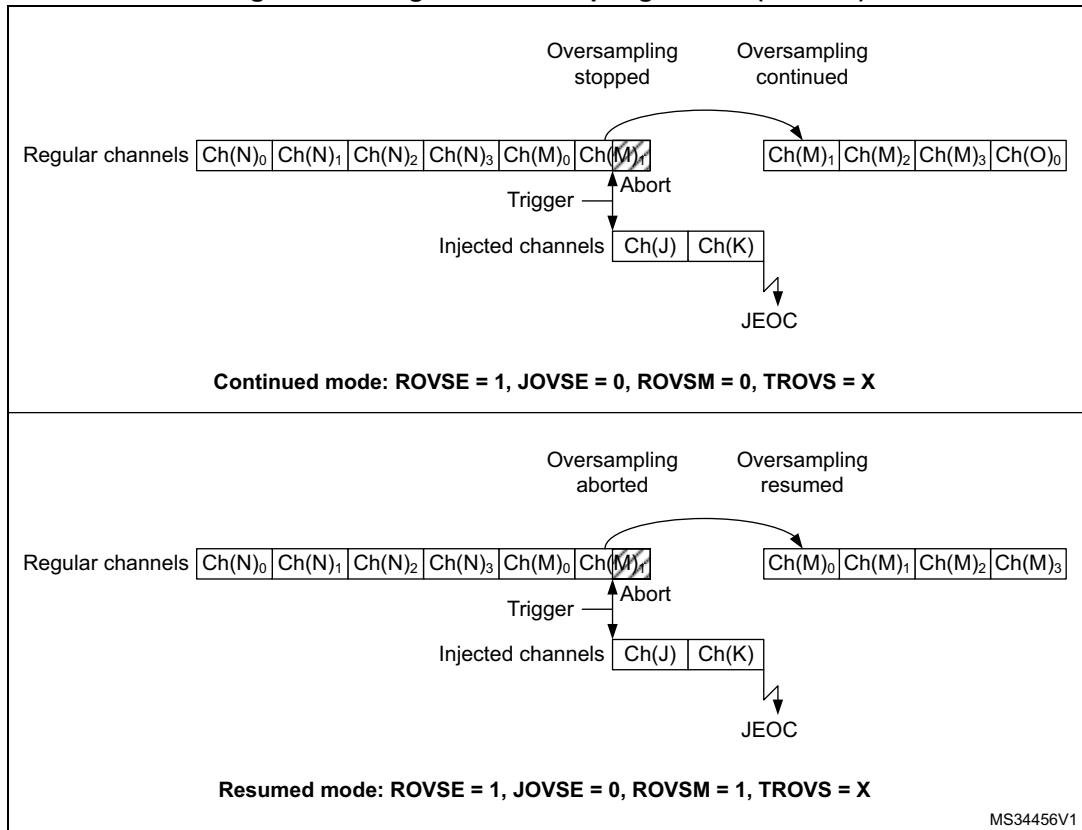 Oversampling stopped
Oversampling continued
Regular channels Ch(N)₀ Ch(N)₁ Ch(N)₂ Ch(N)₃ Ch(M)₀ Ch(M)₁ Ch(M)₁ Ch(M)₂ Ch(M)₃ Ch(O)₀
Abort
Trigger
Injected channels Ch(J) Ch(K)
JEOC
Continued mode: ROVSE = 1, JOVSE = 0, ROVSM = 0, TROVS = X
Oversampling aborted
Oversampling resumed
Regular channels Ch(N)₀ Ch(N)₁ Ch(N)₂ Ch(N)₃ Ch(M)₀ Ch(M)₁ Ch(M)₀ Ch(M)₁ Ch(M)₂ Ch(M)₃
Abort
Trigger
Injected channels Ch(J) Ch(K)
JEOC
Resumed mode: ROVSE = 1, JOVSE = 0, ROVSM = 1, TROVS = X
MS34456V1